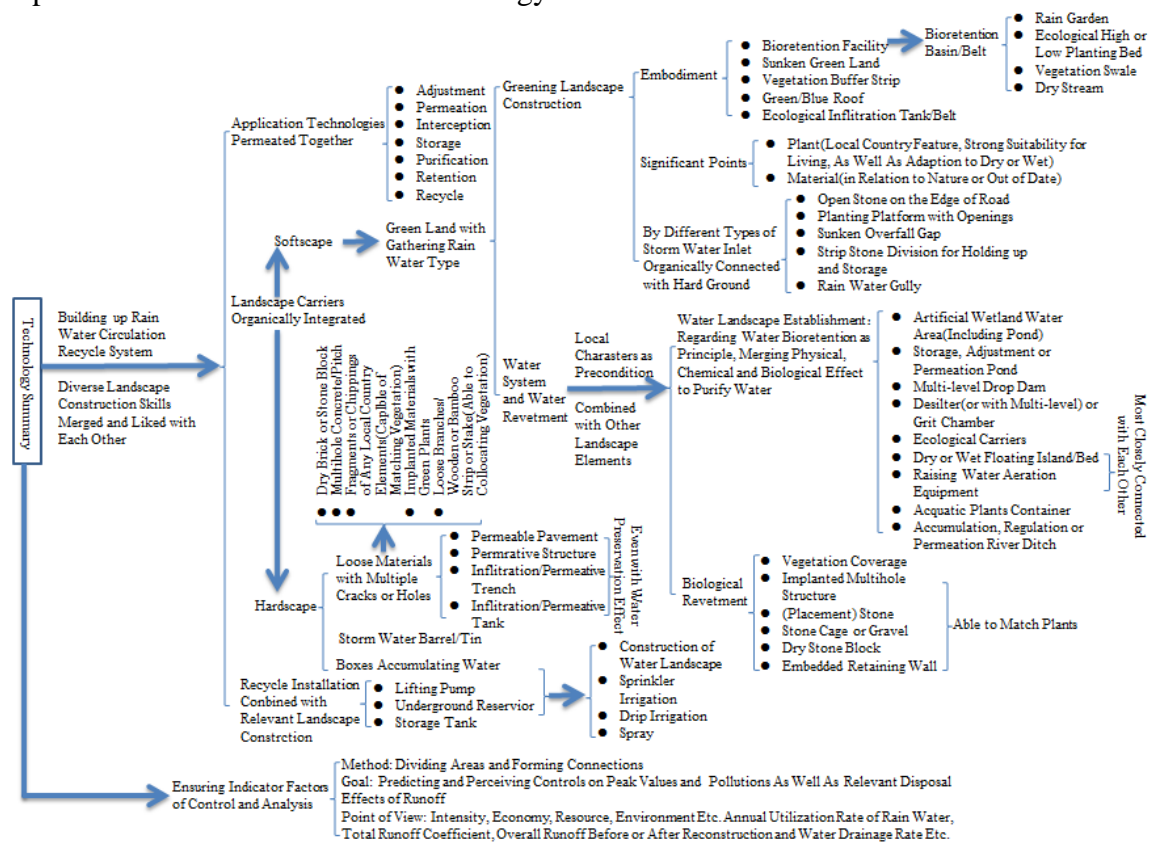 Technology Summary
Building up Rain
Water Circulation
Recycle System
Diverse Landscape
Construction Skills
Merged and Liked with
Each Other
Application Technologies
Permeated Together
Adjustment
Permeation
Interception
Storage
Purification
Retention
Recycle
Landscape Carriers
Organically Integrated
Softscape
Green Land with
Gathering Rain
Water Type
Greening Landscape
Construction
Embodiment
Bioretention Facility
Sunken Green Land
Vegetation Buffer Strip
Green/Blue Roof
Ecological Inflitration Tank/Belt
Bioretention
Basin/Belt
Rain Garden
Ecological High or
Low Planting Bed
Vegetation Swale
Dry Stream
Significant Points
Plant(Local Country Feature, Strong Suitability for
Living, As Well As Adaption to Dry or Wet)
Material(in Relation to Nature or Out of Date)
By Different Types of
Storm Water Inlet
Organically Connected
with Hard Ground
Open Stone on the Edge of Road
Planting Platform with Openings
Sunken Overfall Gap
Strip Stone Division for Holding up
and Storage
Rain Water Gully
Water
System
and Water
Revetment
Local
Charasters as
Precondition
Combined
with Other
Landscape
Elements
Water Landscape Establishment:
Regarding Water Bioretention as
Principle, Merging Physical,
Chemical and Biological Effect
to Purify Water
Artificial Wetland Water
Area(Including Pond)
Storage, Adjustment or
Permeation Pond
Multi-level Drop Dam
Desilter(or with Multi-level) or
Grit Chamber
Ecological Carriers
Dry or Wet Floating Island/Bed
Raising Water Aeration
Equipment
Acquatic Plants Container
Accumulation, Regulation or
Permeation River Ditch
Most Closely Connected
with Each Other
Biological
Revetment
Vegetation Coverage
Implanted Multihole
Structure
(Placement) Stone
Stone Cage or Gravel
Dry Stone Block
Embedded Retaining Wall
Able to Match Plants
Hardscape
Loose Materials
with Multiple
Cracks or Holes
Dry Brick or Stone Block
Multihole Concrete/Pitch
Fragments or Chippings
of Any Local Country
Elements(Caplble of
Matching Vegetation)
Implanted Materials with
Green Plants
Loose Branches/
Wooden or Bamboo
Strip or Stake(Able to
Collocating Vegetation)
Permeable Pavement
Permrative Structure
Inflitration/Permeative
Trench
Inflitration/Permeative
Tank
Even with Water
Preservation Effect
Storm Water Barrel/Tin
Boxes Accumulating Water
Recycle Installation
Conbined with
Relevant Landscape
Constrction
Lifting Pump
Underground Reservior
Storage Tank
Construction of
Water Landscape
Sprinkler
Irrigation
Drip Irrigation
Spray
Ensuring Indicator Factors
of Control and Analysis
Method: Dividing Areas and Forming Connections
Goal: Predicting and Perceiving Controls on Peak Values and Pollutions As Well As Relevant Disposal
Effects of Runoff
Point of View: Intensity, Economy, Resource, Environment Etc. Annual Utilization Rate of Rain Water,
Total Runoff Coefficient, Overall Runoff Before or After Reconstruction and Water Drainage Rate Etc.